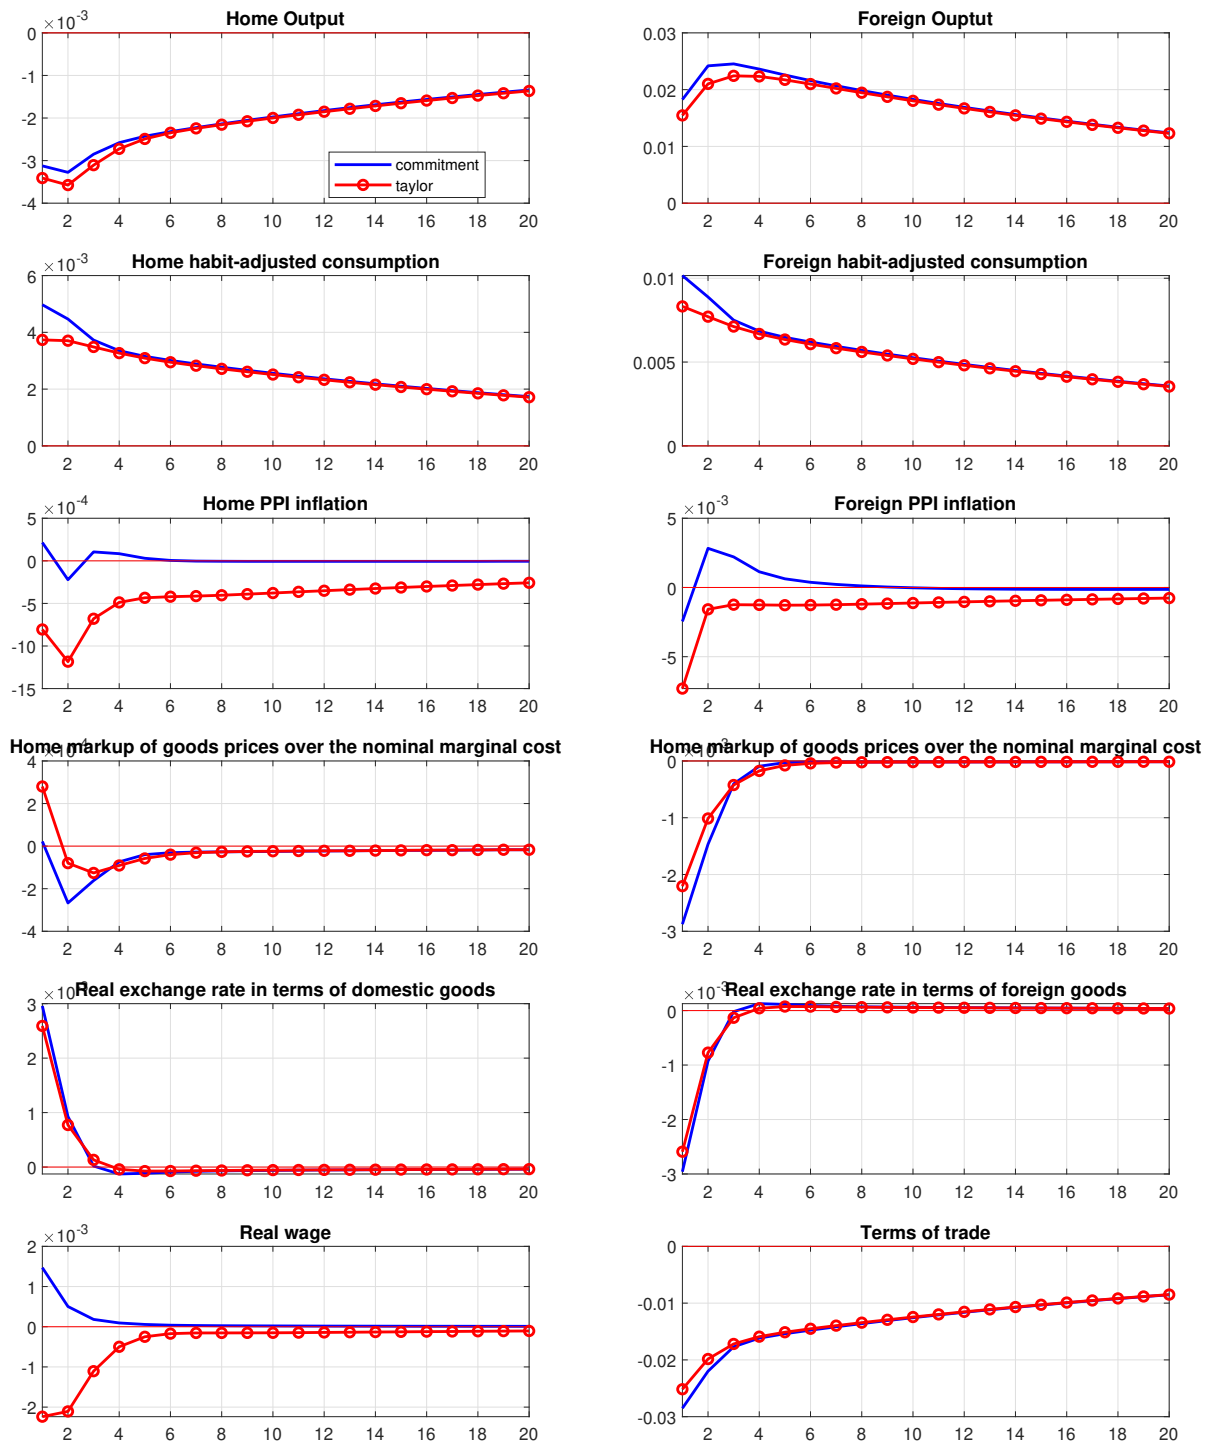 Home Output
×10-3
0
-1
-2
-3
-4
2 4 6 8 10 12 14 16 18 20
commitment
taylor
Foreign Ouptut
0.03
0.02
0.01
0
2 4 6 8 10 12 14 16 18 20
Home habit-adjusted consumption
×10-3
6
4
2
0
2 4 6 8 10 12 14 16 18 20
Foreign habit-adjusted consumption
0.01
0.005
0
2 4 6 8 10 12 14 16 18 20
Home PPI inflation
×10-4
5
0
-5
-10
-15
2 4 6 8 10 12 14 16 18 20
Foreign PPI inflation
×10-3
5
0
-5
2 4 6 8 10 12 14 16 18 20
Home markup of goods prices over the nominal marginal cost
4
2
0
-2
-4
2 4 6 8 10 12 14 16 18 20
Home markup of goods prices over the nominal marginal cost
0
-1
-2
-3
2 4 6 8 10 12 14 16 18 20
Real exchange rate in terms of domestic goods
3
2
1
0
2 4 6 8 10 12 14 16 18 20
Real exchange rate in terms of foreign goods
×10-3
0
-1
-2
-3
2 4 6 8 10 12 14 16 18 20
Real wage
×10-3
2
1
0
-1
-2
2 4 6 8 10 12 14 16 18 20
Terms of trade
0
-0.01
-0.02
-0.03
2 4 6 8 10 12 14 16 18 20